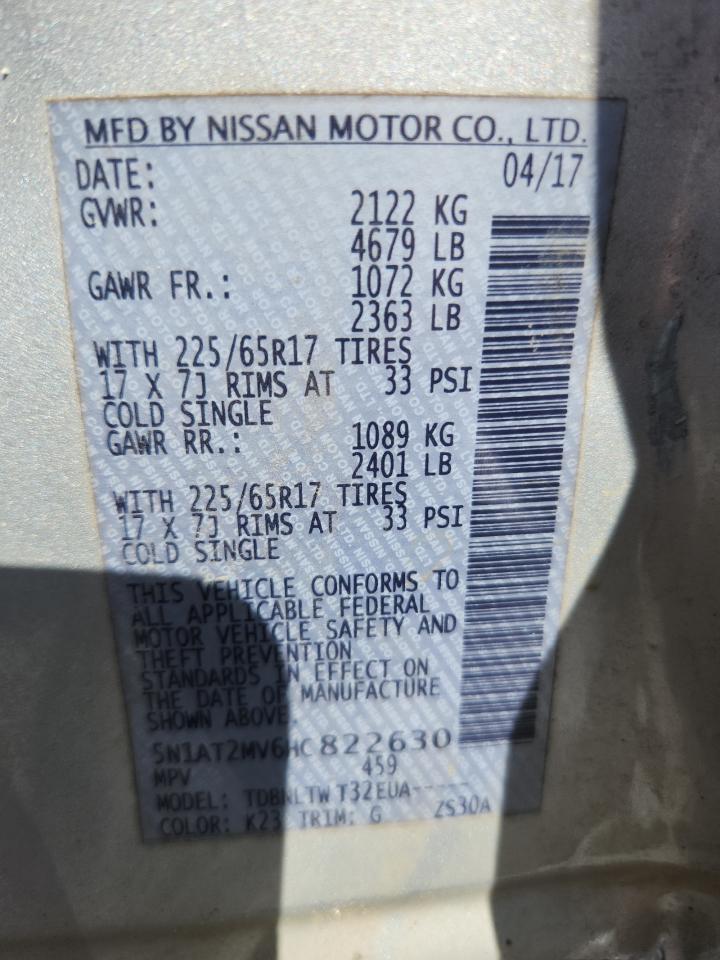 MFD BY NISSAN MOTOR CO., LTD.
DATE: 04/17
GVWR: 2122 KG
4679 LB
GAWR FR.: 1072 KG
2363 LB
WITH 225/65R17 TIRES
17 X 7J RIMS AT 33 PSI
COLD SINGLE
GAWR RR.: 1089 KG
2401 LB
WITH 225/65R17 TIRES
17 X 7J RIMS AT 33 PSI
COLD SINGLE
THIS VEHICLE CONFORMS TO
ALL APPLICABLE FEDERAL
MOTOR VEHICLE SAFETY AND
THEFT PREVENTION
STANDARDS IN EFFECT ON
THE DATE OF MANUFACTURE
SHOWN ABOVE.
5N1AT2MV6HC822630
MPV 459
MODEL: TDBNLTW T32EUA-----
COLOR: K23 TRIM: G ZS30A